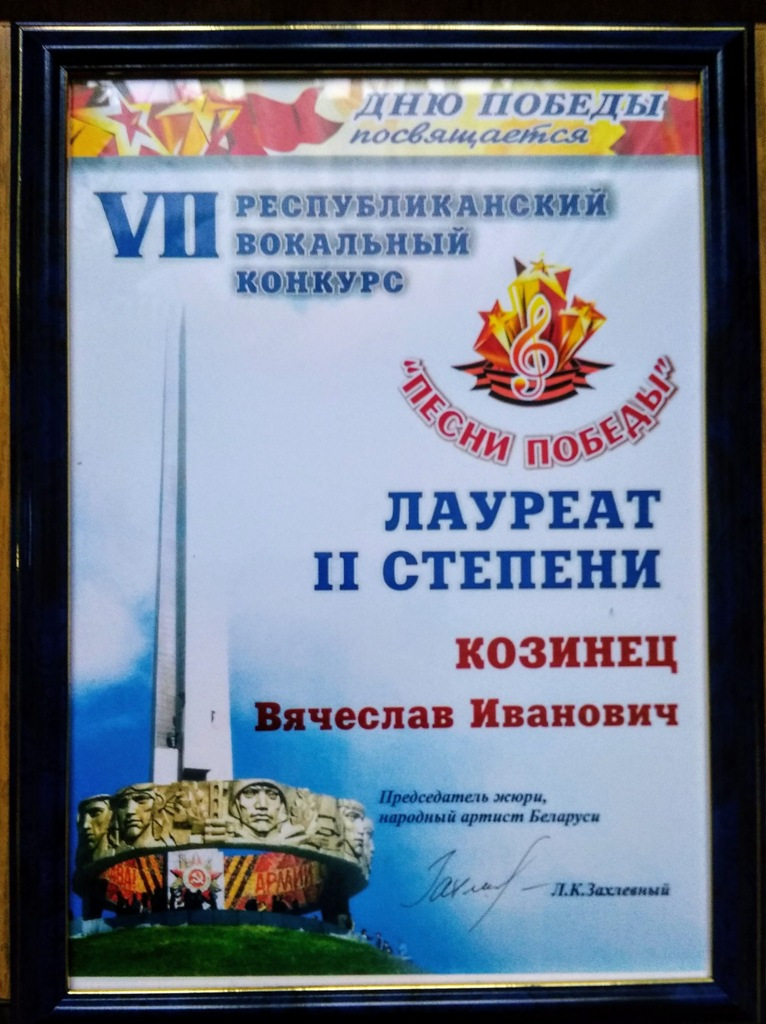 ДНЮ ПОБЕДЫ
посвящается
VII РЕСПУБЛИКАНСКИЙ
ВОКАЛЬНЫЙ
КОНКУРС
"ПЕСНИ ПОБЕДЫ"
ЛАУРЕАТ
II СТЕПЕНИ
КОЗИНЕЦ
Вячеслав Иванович
Председатель жюри,
народный артист Беларуси
Л.К.Захлевный
АРМИИ